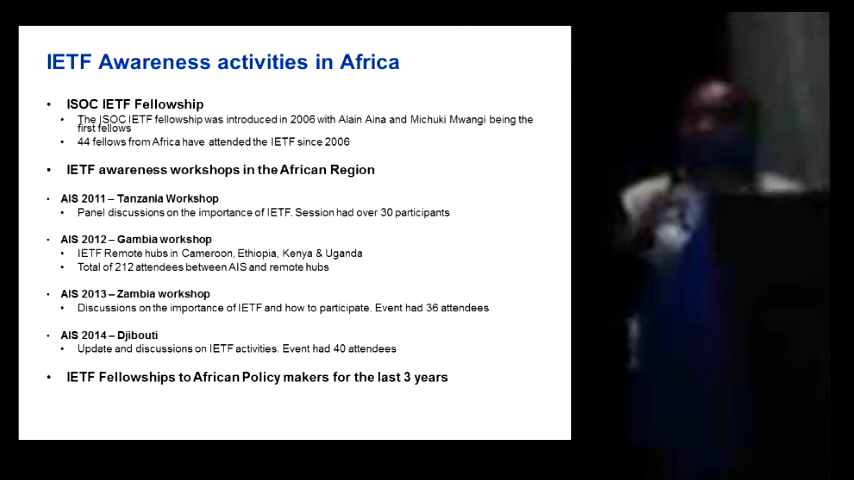 IETF Awareness activities in Africa
• ISOC IETF Fellowship
• The ISOC IETF fellowship was introduced in 2006 with Alain Aina and Michuki Mwangi being the
first fellows
• 44 fellows from Africa have attended the IETF since 2006
• IETF awareness workshops in the African Region
• AIS 2011 – Tanzania Workshop
• Panel discussions on the importance of IETF. Session had over 30 participants
• AIS 2012 – Gambia workshop
• IETF Remote hubs in Cameroon, Ethiopia, Kenya & Uganda
• Total of 212 attendees between AIS and remote hubs
• AIS 2013 – Zambia workshop
• Discussions on the importance of IETF and how to participate. Event had 36 attendees
• AIS 2014 – Djibouti
• Update and discussions on IETF activities. Event had 40 attendees
• IETF Fellowships to African Policy makers for the last 3 years